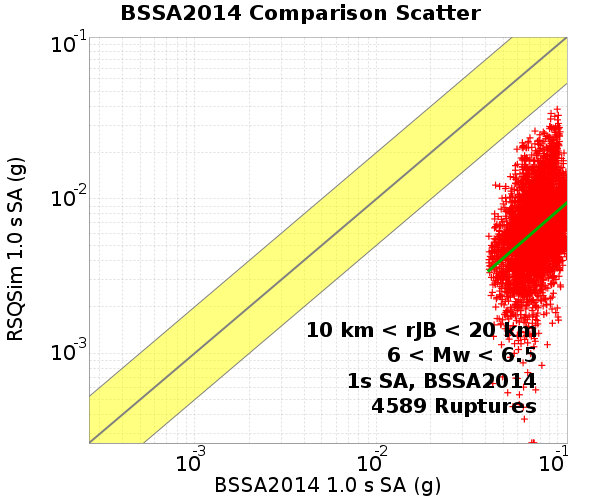 BSSA2014 Comparison Scatter
10-1
10-2
10-3
RSQSim 1.0 s SA (g)
10 km < rJB < 20 km
6 < Mw < 6.5
1s SA, BSSA2014
4589 Ruptures
10-3 10-2 10-1
BSSA2014 1.0 s SA (g)